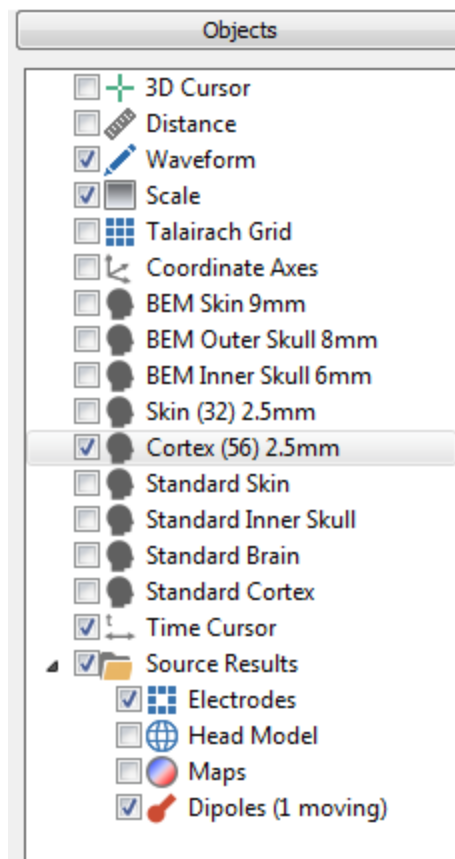 Objects
3D Cursor
Distance
Waveform
Scale
Talairach Grid
Coordinate Axes
BEM Skin 9mm
BEM Outer Skull 8mm
BEM Inner Skull 6mm
Skin (32) 2.5mm
Cortex (56) 2.5mm
Standard Skin
Standard Inner Skull
Standard Brain
Standard Cortex
t Time Cursor
Source Results
Electrodes
Head Model
Maps
Dipoles (1 moving)